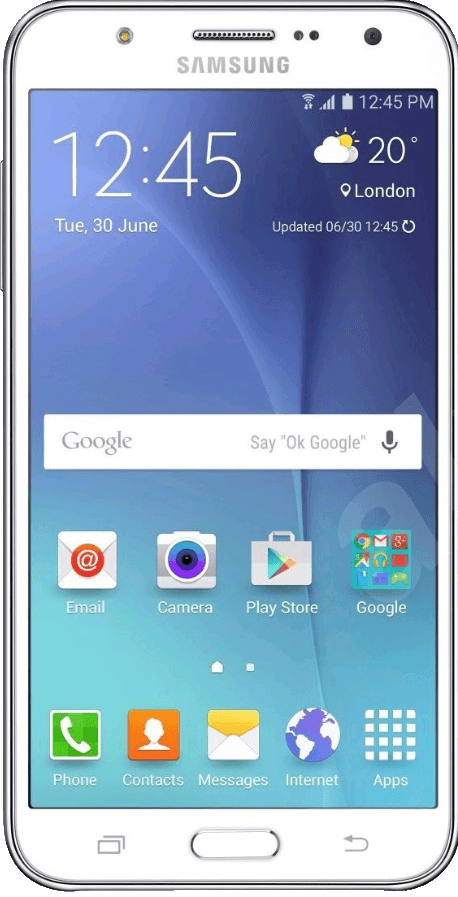 SAMSUNG
12:45 PM
12:45
20°
London
Tue, 30 June
Updated 06/30 12:45
Google
Say "Ok Google"
Email
Camera
Play Store
Google
Phone
Contacts
Messages
Internet
Apps